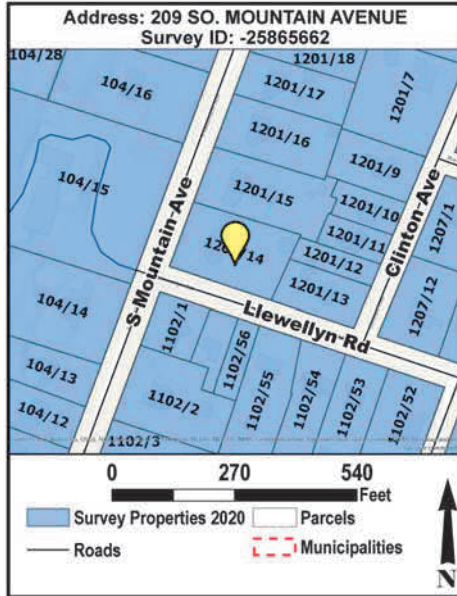 Address: 209 SO. MOUNTAIN AVENUE
Survey ID: -25865662
104/28
104/16
1201/18
1201/17
1201/7
1201/16
1201/9
104/15
1201/15
1201/10
1201/11
1201/14
1201/12
1201/13
Clinton Ave
1207/1
1207/12
S Mountain Ave
Llewellyn Rd
104/14
1102/1
1102/56
104/13
1102/2
1102/55
1102/54
1102/53
1102/52
104/12
1102/3
0 270 540
Feet
Survey Properties 2020 Parcels
Roads Municipalities
N